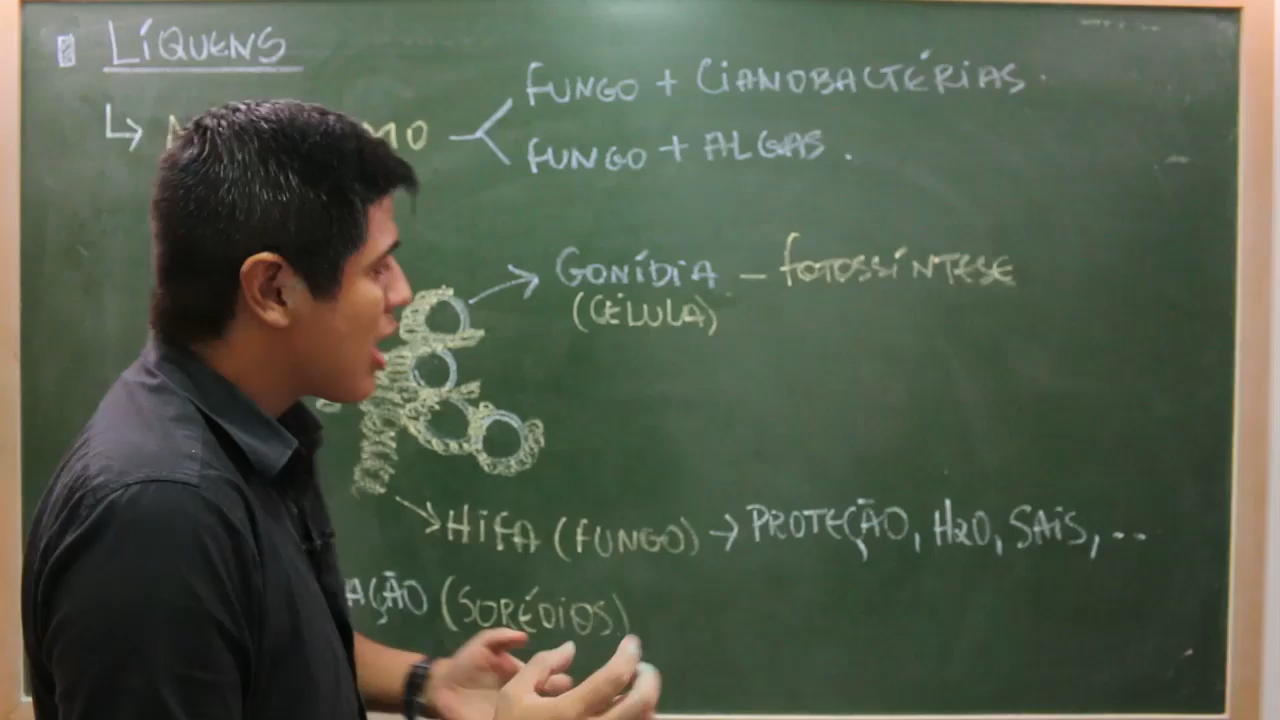 LÍQUENS
FUNGO + CIANOBACTÉRIAS.
FUNGO + ALGAS.
GONÍDIA - FOTOSSÍNTESE
(CÉLULA)
HIFA (FUNGO) → PROTEÇÃO, H2O, SAIS, ...
(SORÉDIOS)